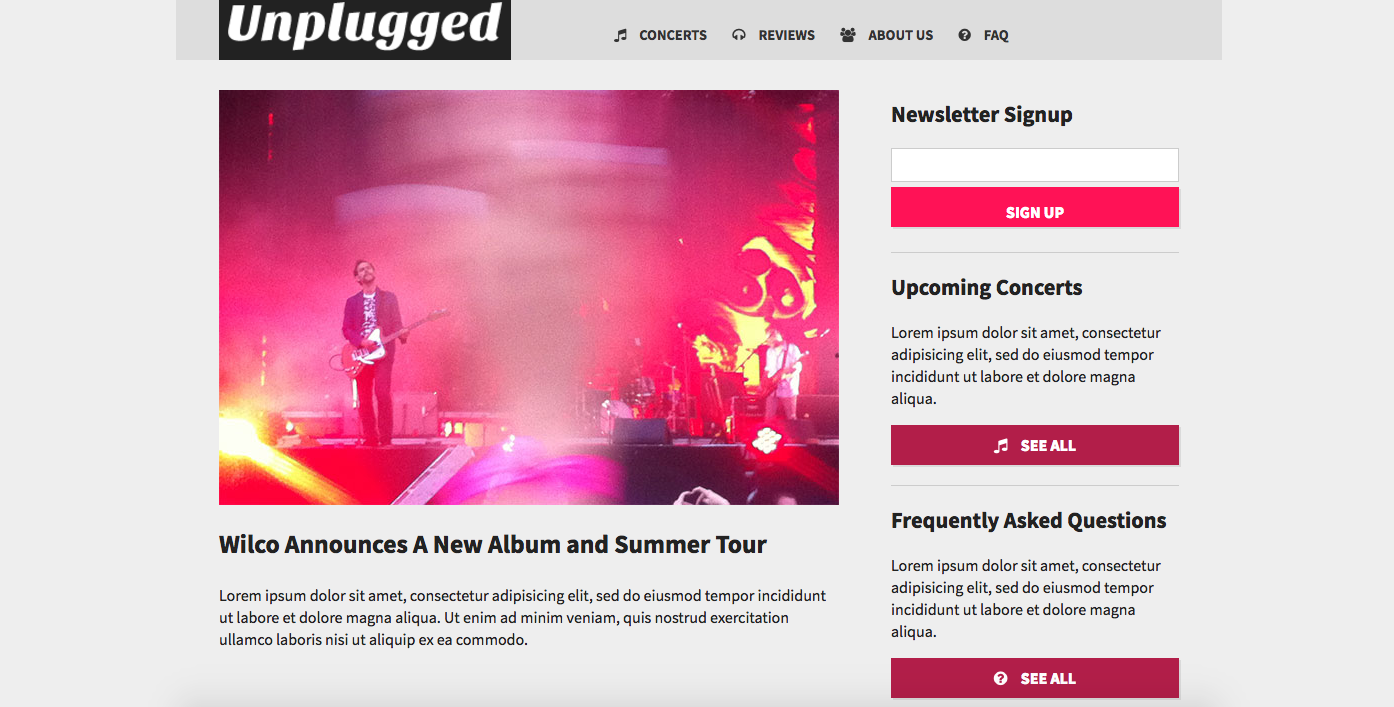 Unplugged
CONCERTS
REVIEWS
ABOUT US
FAQ
Wilco Announces A New Album and Summer Tour
Lorem ipsum dolor sit amet, consectetur adipisicing elit, sed do eiusmod tempor incididunt
ut labore et dolore magna aliqua. Ut enim ad minim veniam, quis nostrud exercitation
ullamco laboris nisi ut aliquip ex ea commodo.
Newsletter Signup
SIGN UP
Upcoming Concerts
Lorem ipsum dolor sit amet, consectetur
adipisicing elit, sed do eiusmod tempor
incididunt ut labore et dolore magna
aliqua.
SEE ALL
Frequently Asked Questions
Lorem ipsum dolor sit amet, consectetur
adipisicing elit, sed do eiusmod tempor
incididunt ut labore et dolore magna
aliqua.
SEE ALL